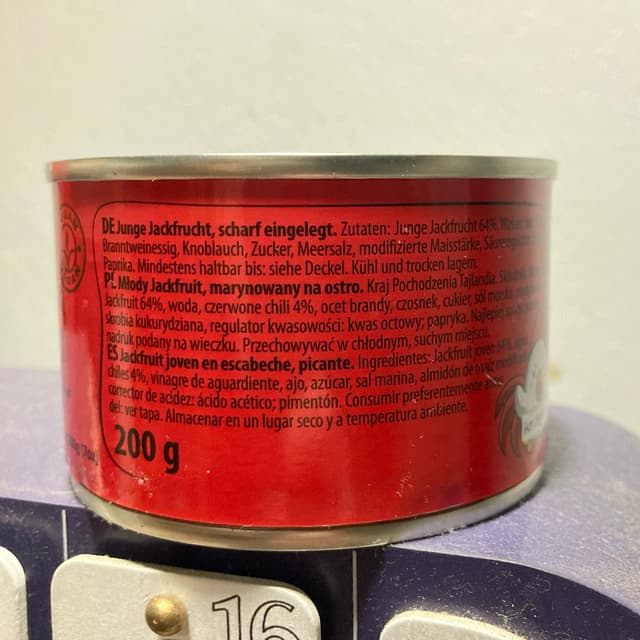 DE Junge Jackfrucht, scharf eingelegt. Zutaten: Junge Jackfrucht 64%,
Branntweinessig, Knoblauch, Zucker, Meersalz, modifizierte Maisstärke,
Paprika. Mindestens haltbar bis: siehe Deckel. Kühl und trocken lagern.
PL Młody Jackfruit, marynowany na ostro. Kraj Pochodzenia Tajlandia.
Jackfruit 64%, woda, czerwone chili 4%, ocet brandy, czosnek, cukier, sól morska,
skrobia kukurydziana, regulator kwasowości: kwas octowy; papryka. Najlepiej
nadruk podany na wieczku. Przechowywać w chłodnym, suchym miejscu.
ES Jackfruit joven en escabeche, picante. Ingredientes: Jackfruit joven 64%,
chiles 4%, vinagre de aguardiente, ajo, azúcar, sal marina, almidón de maíz
corrector de acidez: ácido acético; pimentón. Consumir preferentemente
del: ver tapa. Almacenar en un lugar seco y a temperatura ambiente.
200 g
16